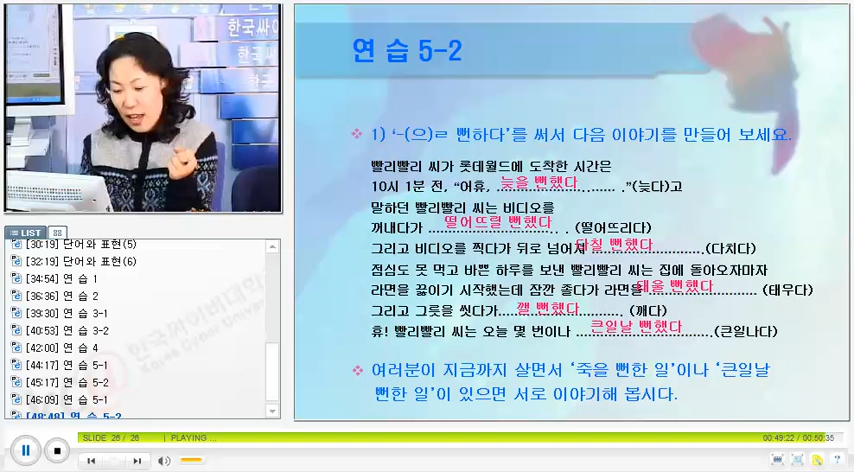 한국싸이
한국
한국
LIST
[30:19] 단어와 표현(5)
[32:19] 단어와 표현(6)
[34:54] 연 습 1
[36:36] 연 습 2
[39:30] 연 습 3-1
[40:53] 연 습 3-2
[42:00] 연 습 4
[44:17] 연 습 5-1
[45:17] 연 습 5-2
[46:09] 연 습 5-1
[48:48] 연 습 5-2
연 습 5-2
1) ‘-(으)ㄹ 뻔하다’를 써서 다음 이야기를 만들어 보세요.
빨리빨리 씨가 롯데월드에 도착한 시간은
10시 1분 전, “어휴, 늦을 뻔했다 .”(늦다)고
말하던 빨리빨리 씨는 비디오를
꺼내다가 떨어뜨릴 뻔했다 . (떨어뜨리다)
그리고 비디오를 찍다가 뒤로 넘어져 다칠 뻔했다 .(다치다)
점심도 못 먹고 바쁜 하루를 보낸 빨리빨리 씨는 집에 돌아오자마자
라면을 끓이기 시작했는데 잠깐 졸다가 라면을 태울 뻔했다 (태우다)
그리고 그릇을 씻다가 깰 뻔했다. (깨다)
휴! 빨리빨리 씨는 오늘 몇 번이나 큰일날 뻔했다 .(큰일나다)
여러분이 지금까지 살면서 ‘죽을 뻔한 일’이나 ‘큰일날
뻔한 일’이 있으면 서로 이야기해 봅시다.
SLIDE 26 / 26 | PLAYING ...
00:49:22 / 00:50:35